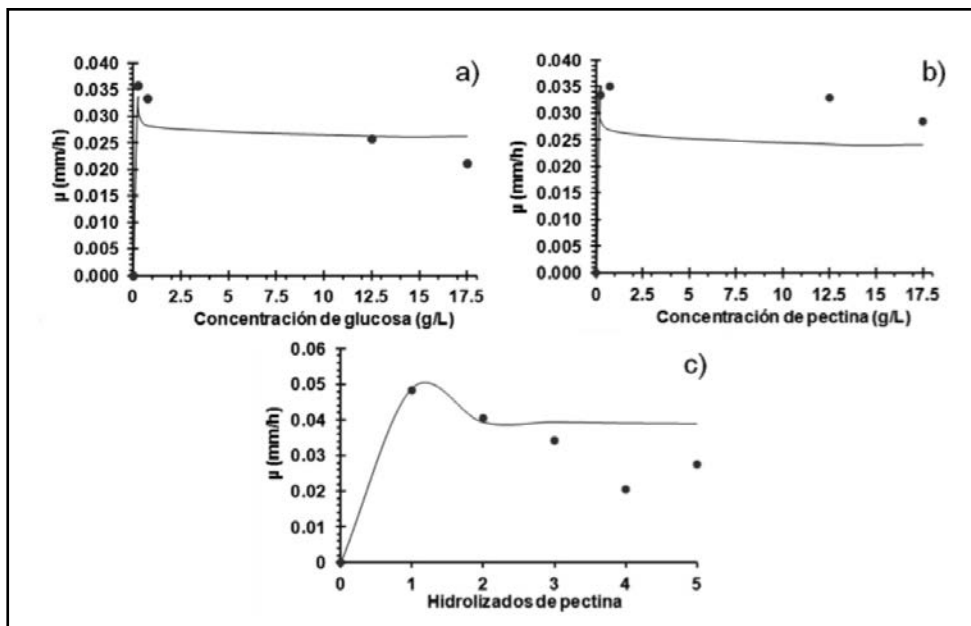 a)
µ (mm/h)
0.040
0.035
0.030
0.025
0.020
0.015
0.010
0.005
0.000
0 2.5 5 7.5 10 12.5 15 17.5
Concentración de glucosa (g/L)
b)
µ (mm/h)
0.040
0.035
0.030
0.025
0.020
0.015
0.010
0.005
0.000
0 2.5 5 7.5 10 12.5 15 17.5
Concentración de pectina (g/L)
c)
µ (mm/h)
0.06
0.05
0.04
0.03
0.02
0.01
0
0 1 2 3 4 5
Hidrolizados de pectina